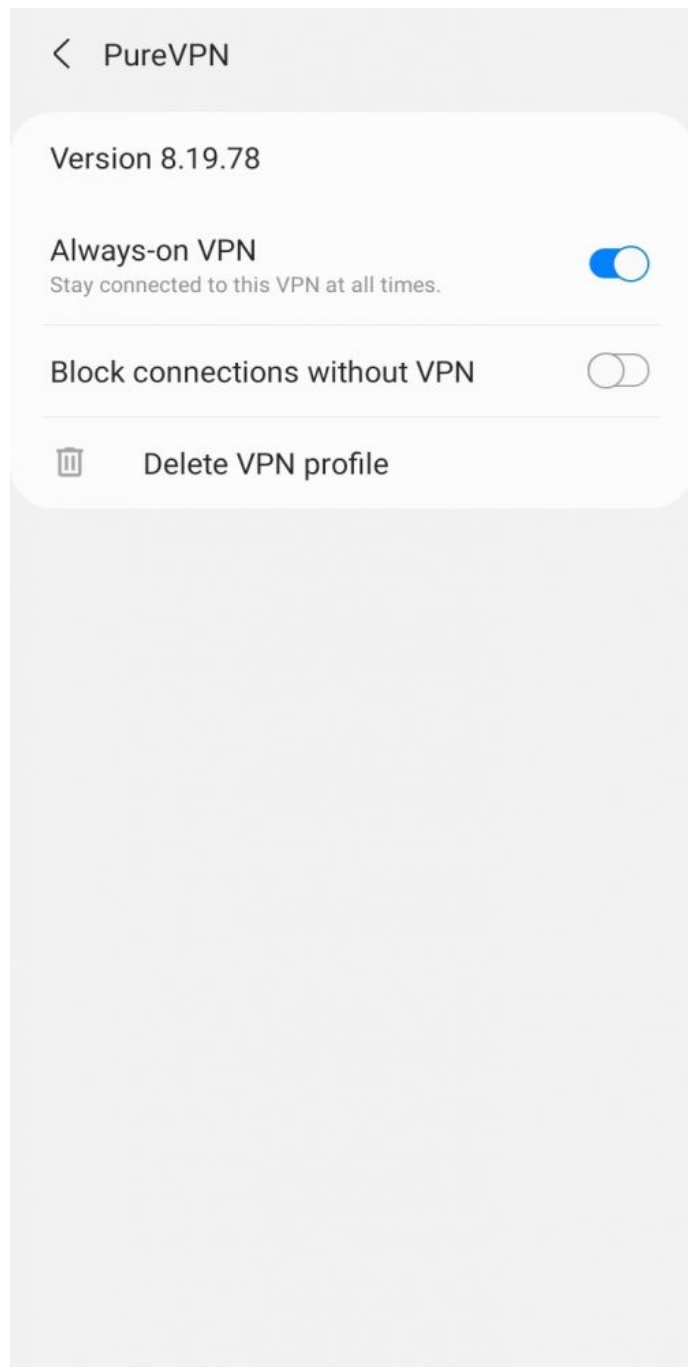 PureVPN
Version 8.19.78
Always-on VPN
Stay connected to this VPN at all times.
Block connections without VPN
Delete VPN profile